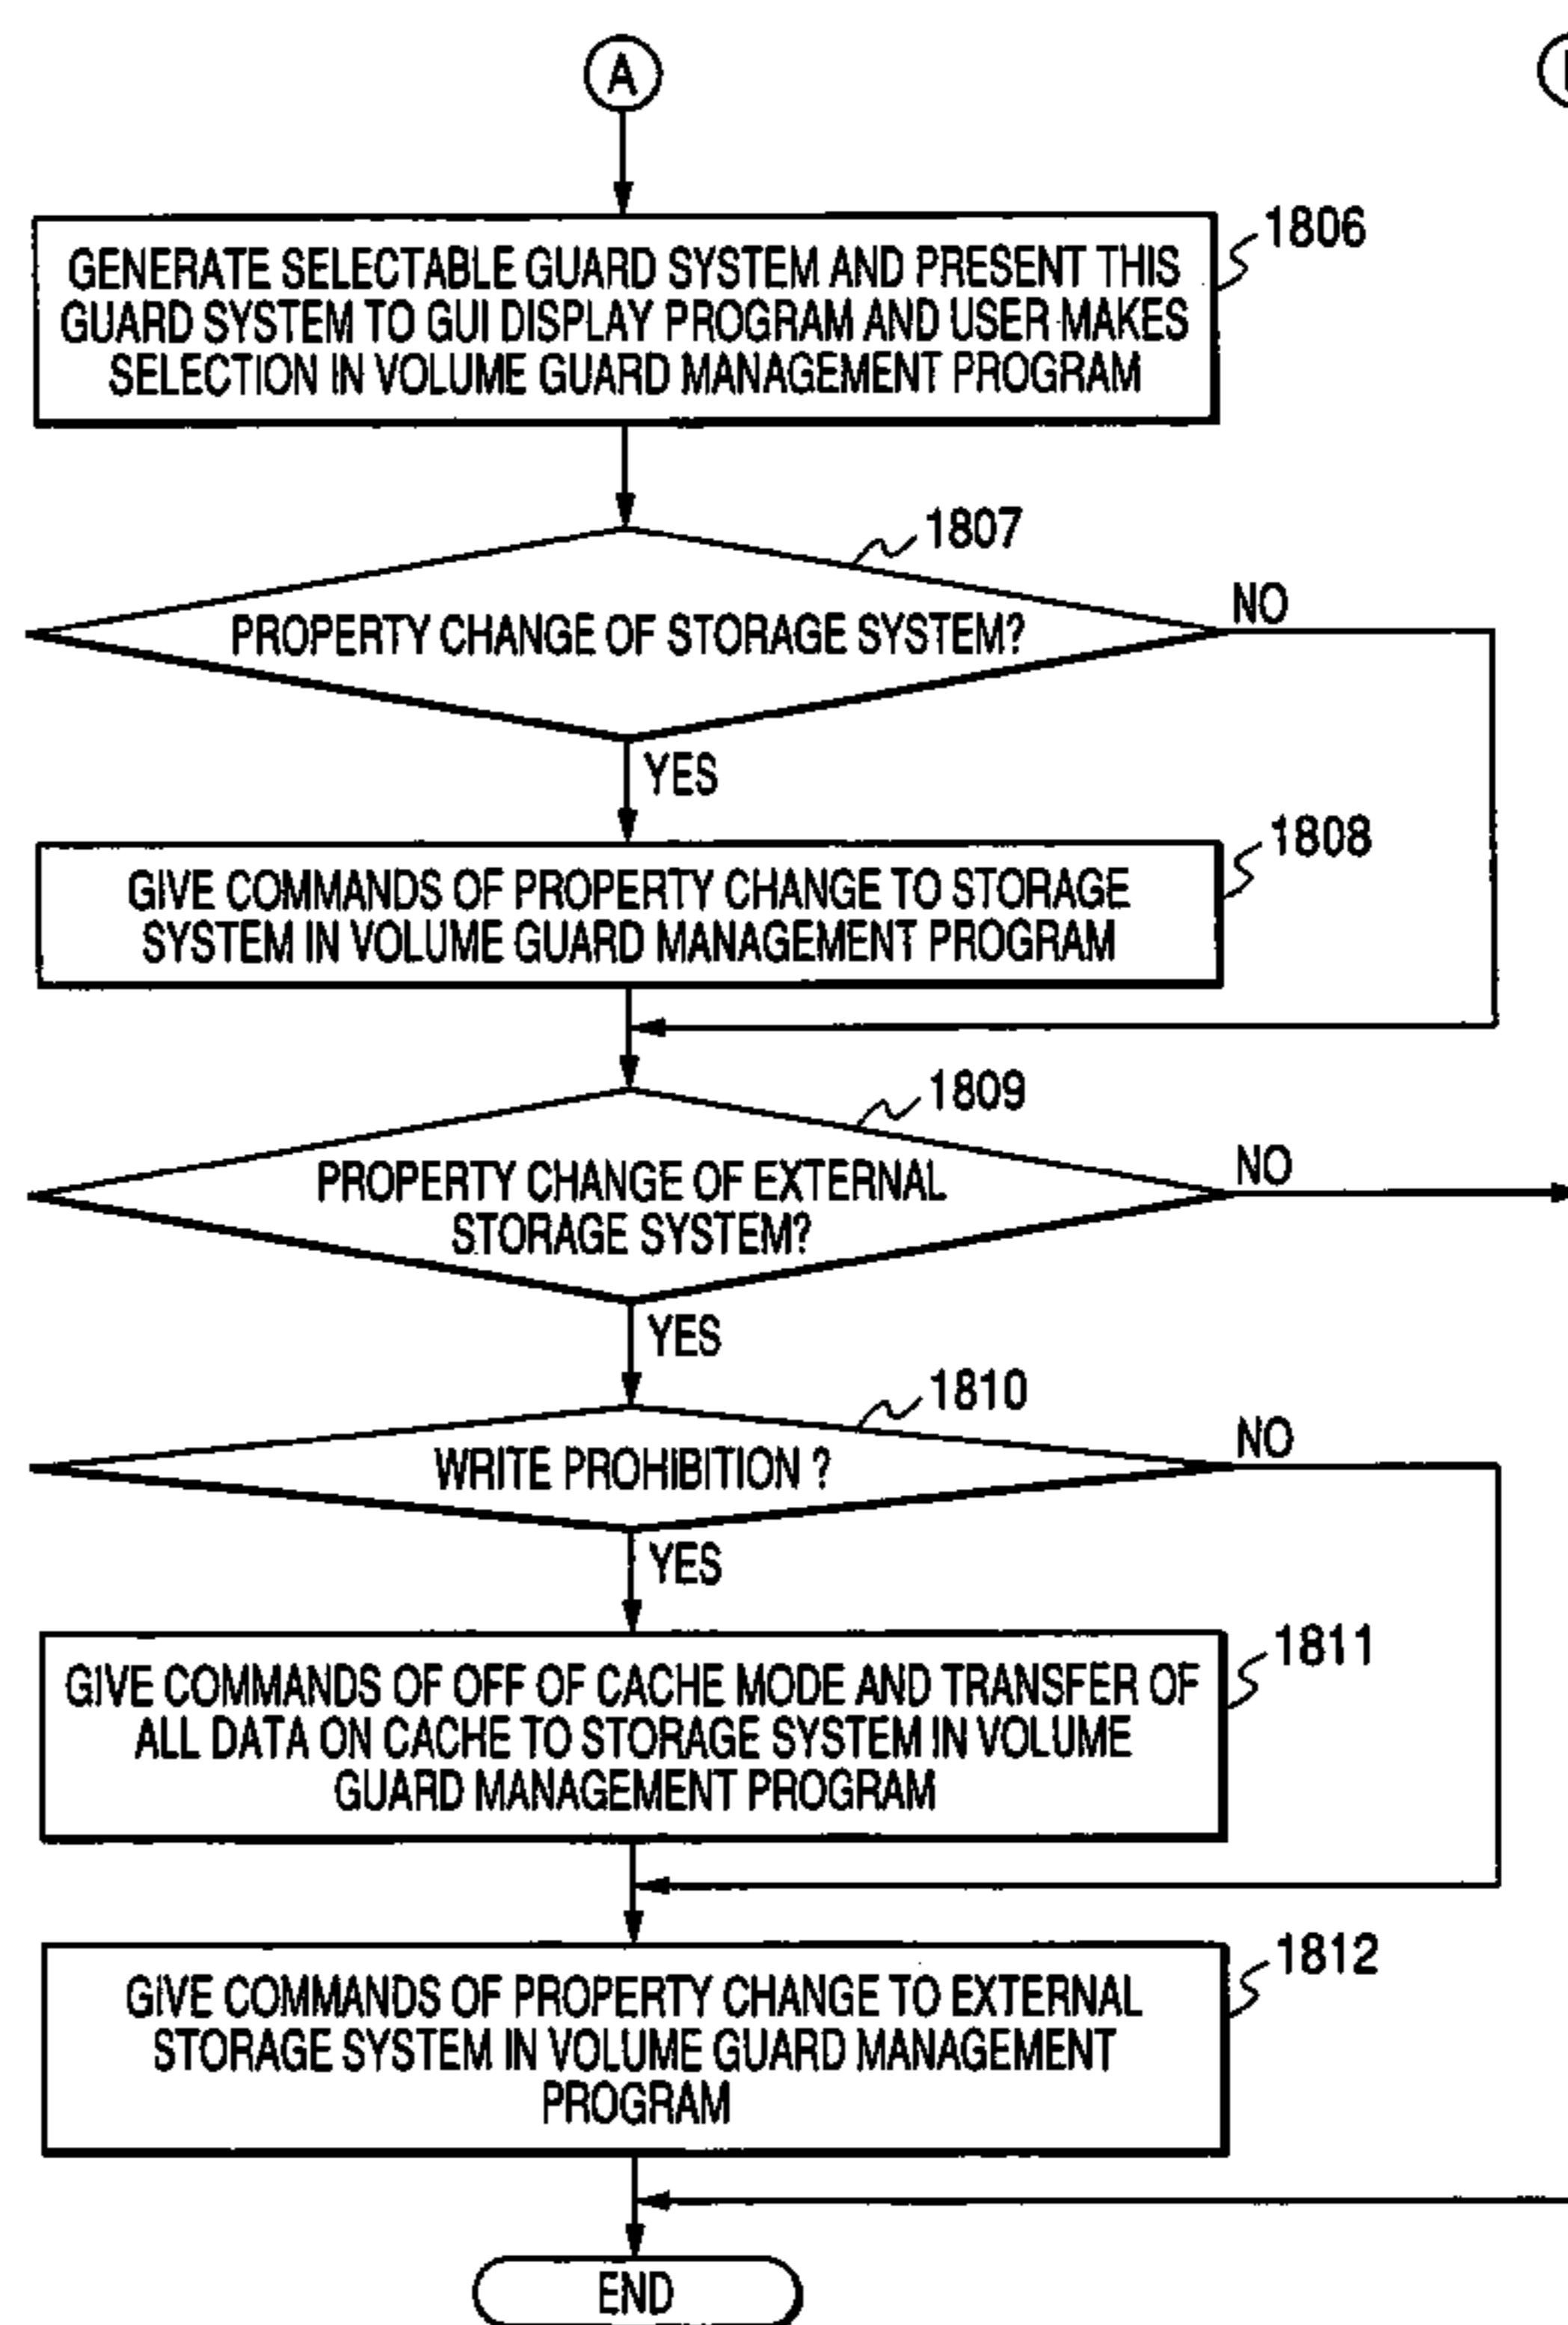 A
GENERATE SELECTABLE GUARD SYSTEM AND PRESENT THIS
GUARD SYSTEM TO GUI DISPLAY PROGRAM AND USER MAKES
SELECTION IN VOLUME GUARD MANAGEMENT PROGRAM
1806
1807
PROPERTY CHANGE OF STORAGE SYSTEM?
NO
YES
1808
GIVE COMMANDS OF PROPERTY CHANGE TO STORAGE
SYSTEM IN VOLUME GUARD MANAGEMENT PROGRAM
1809
PROPERTY CHANGE OF EXTERNAL
STORAGE SYSTEM?
NO
YES
1810
WRITE PROHIBITION ?
NO
YES
1811
GIVE COMMANDS OF OFF OF CACHE MODE AND TRANSFER OF
ALL DATA ON CACHE TO STORAGE SYSTEM IN VOLUME
GUARD MANAGEMENT PROGRAM
1812
GIVE COMMANDS OF PROPERTY CHANGE TO EXTERNAL
STORAGE SYSTEM IN VOLUME GUARD MANAGEMENT
PROGRAM
END